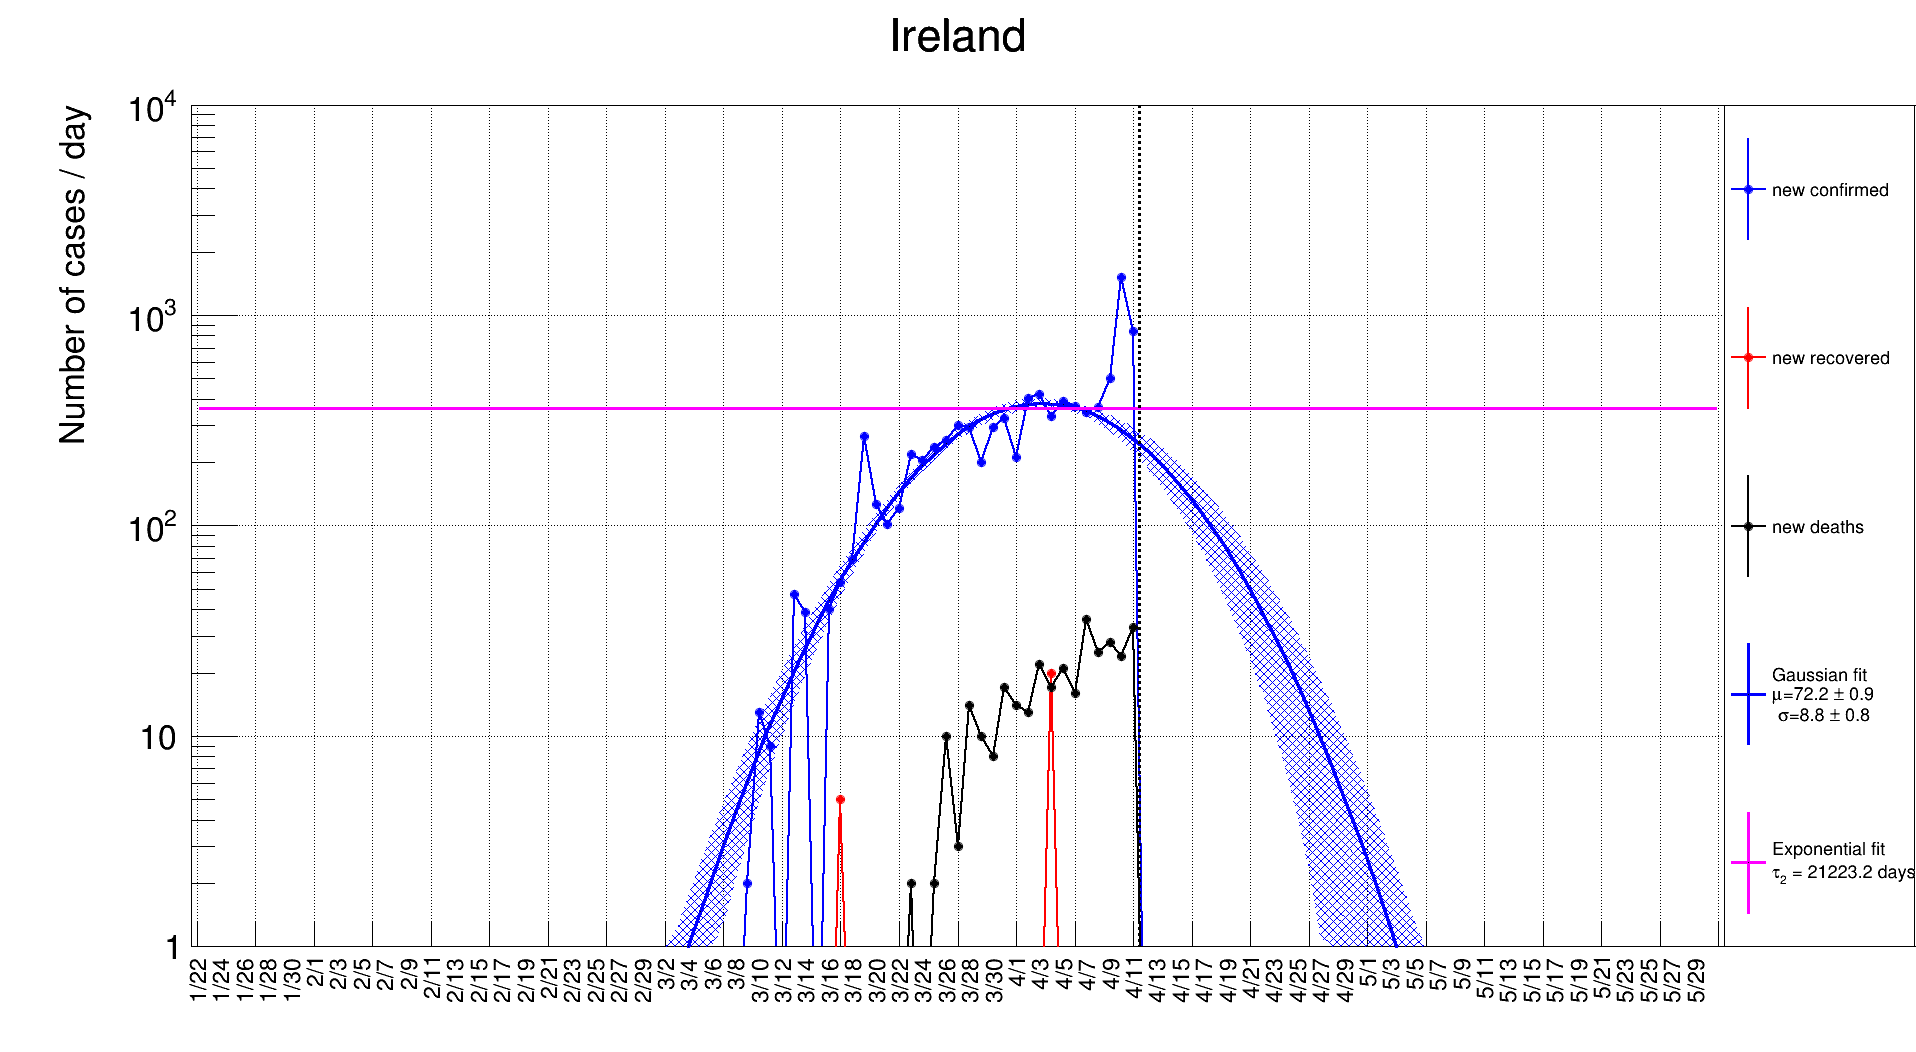 Ireland
Number of cases / day
10⁴
10³
10²
10
1
1/22 1/24 1/26 1/28 1/30 2/1 2/3 2/5 2/7 2/9 2/11 2/13 2/15 2/17 2/19 2/21 2/23 2/25 2/27 2/29 3/2 3/4 3/6 3/8 3/10 3/12 3/14 3/16 3/18 3/20 3/22 3/24 3/26 3/28 3/30 4/1 4/3 4/5 4/7 4/9 4/11 4/13 4/15 4/17 4/19 4/21 4/23 4/25 4/27 4/29 5/1 5/3 5/5 5/7 5/9 5/11 5/13 5/15 5/17 5/19 5/21 5/23 5/25 5/27 5/29
new confirmed
new recovered
new deaths
Gaussian fit
μ=72.2 ± 0.9
σ=8.8 ± 0.8
Exponential fit
τ₂ = 21223.2 days